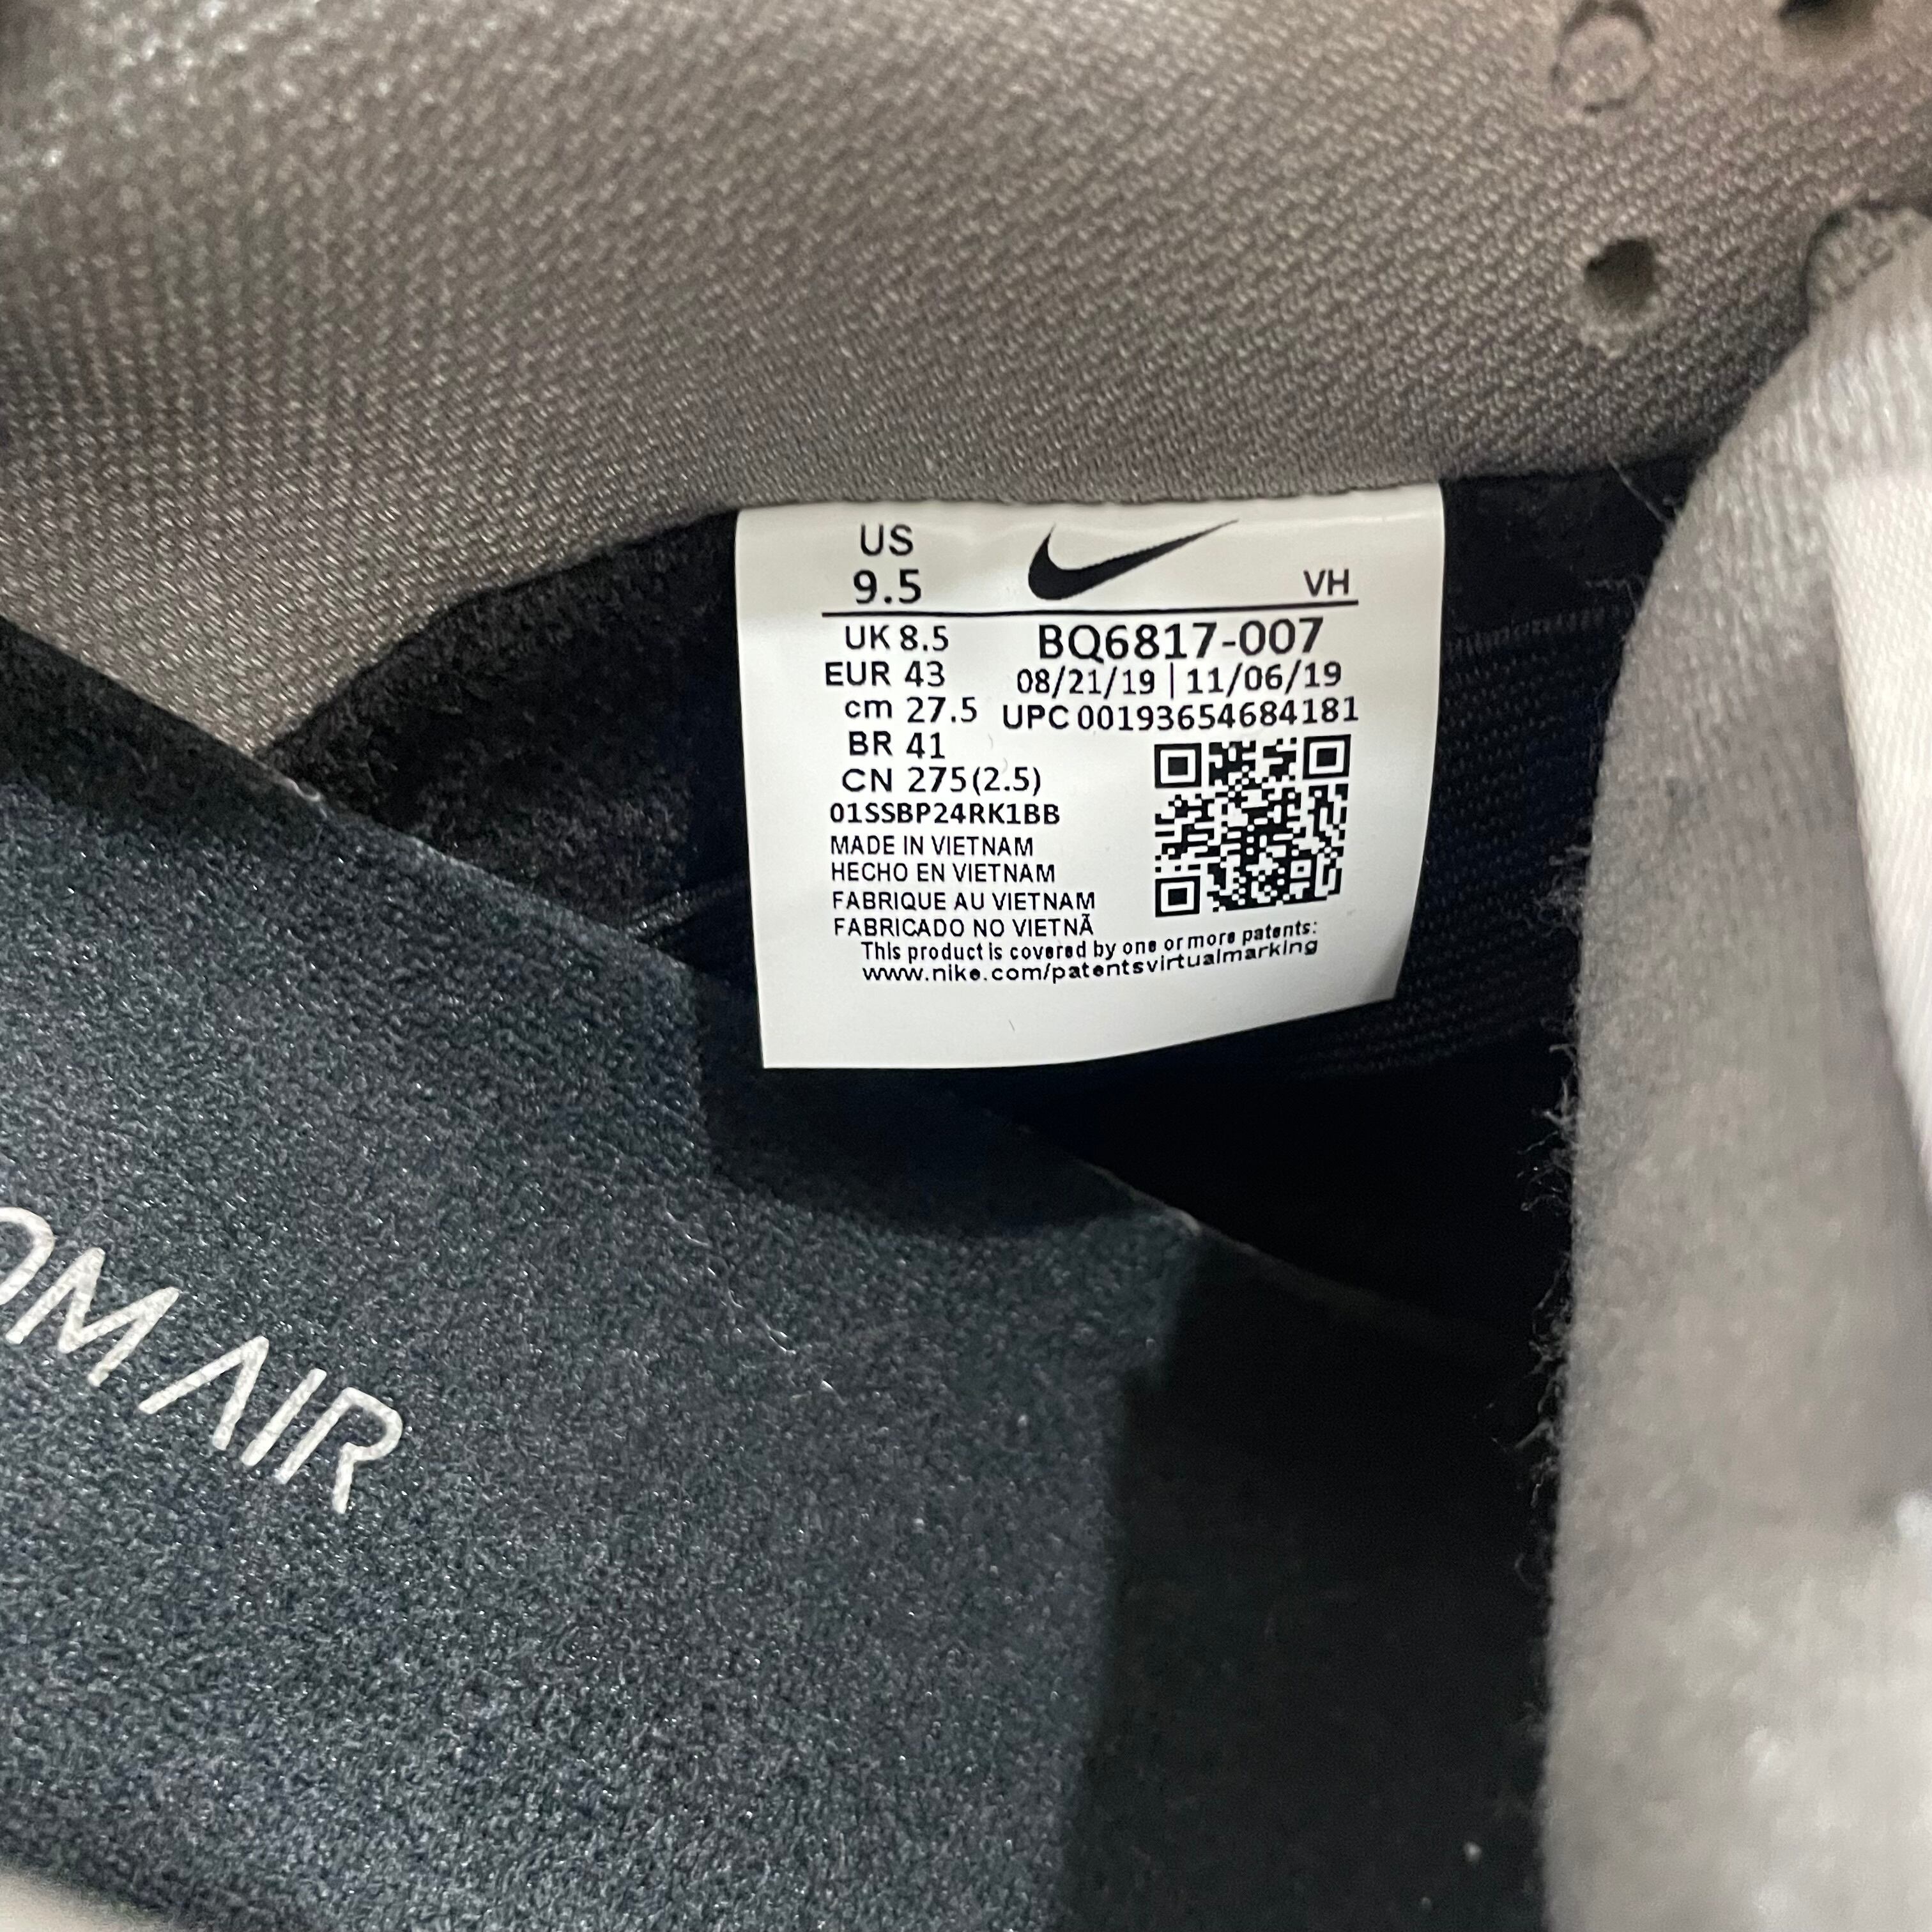 US
9.5
VH
UK 8.5
BQ6817-007
EUR 43
08/21/19 | 11/06/19
cm 27.5
UPC 00193654684181
BR 41
CN 275(2.5)
01SSBP24RK1BB
MADE IN VIETNAM
HECHO EN VIETNAM
FABRIQUE AU VIETNAM
FABRICADO NO VIETNÃ
This product is covered by one or more patents:
www.nike.com/patentsvirtualmarking
OM AIR